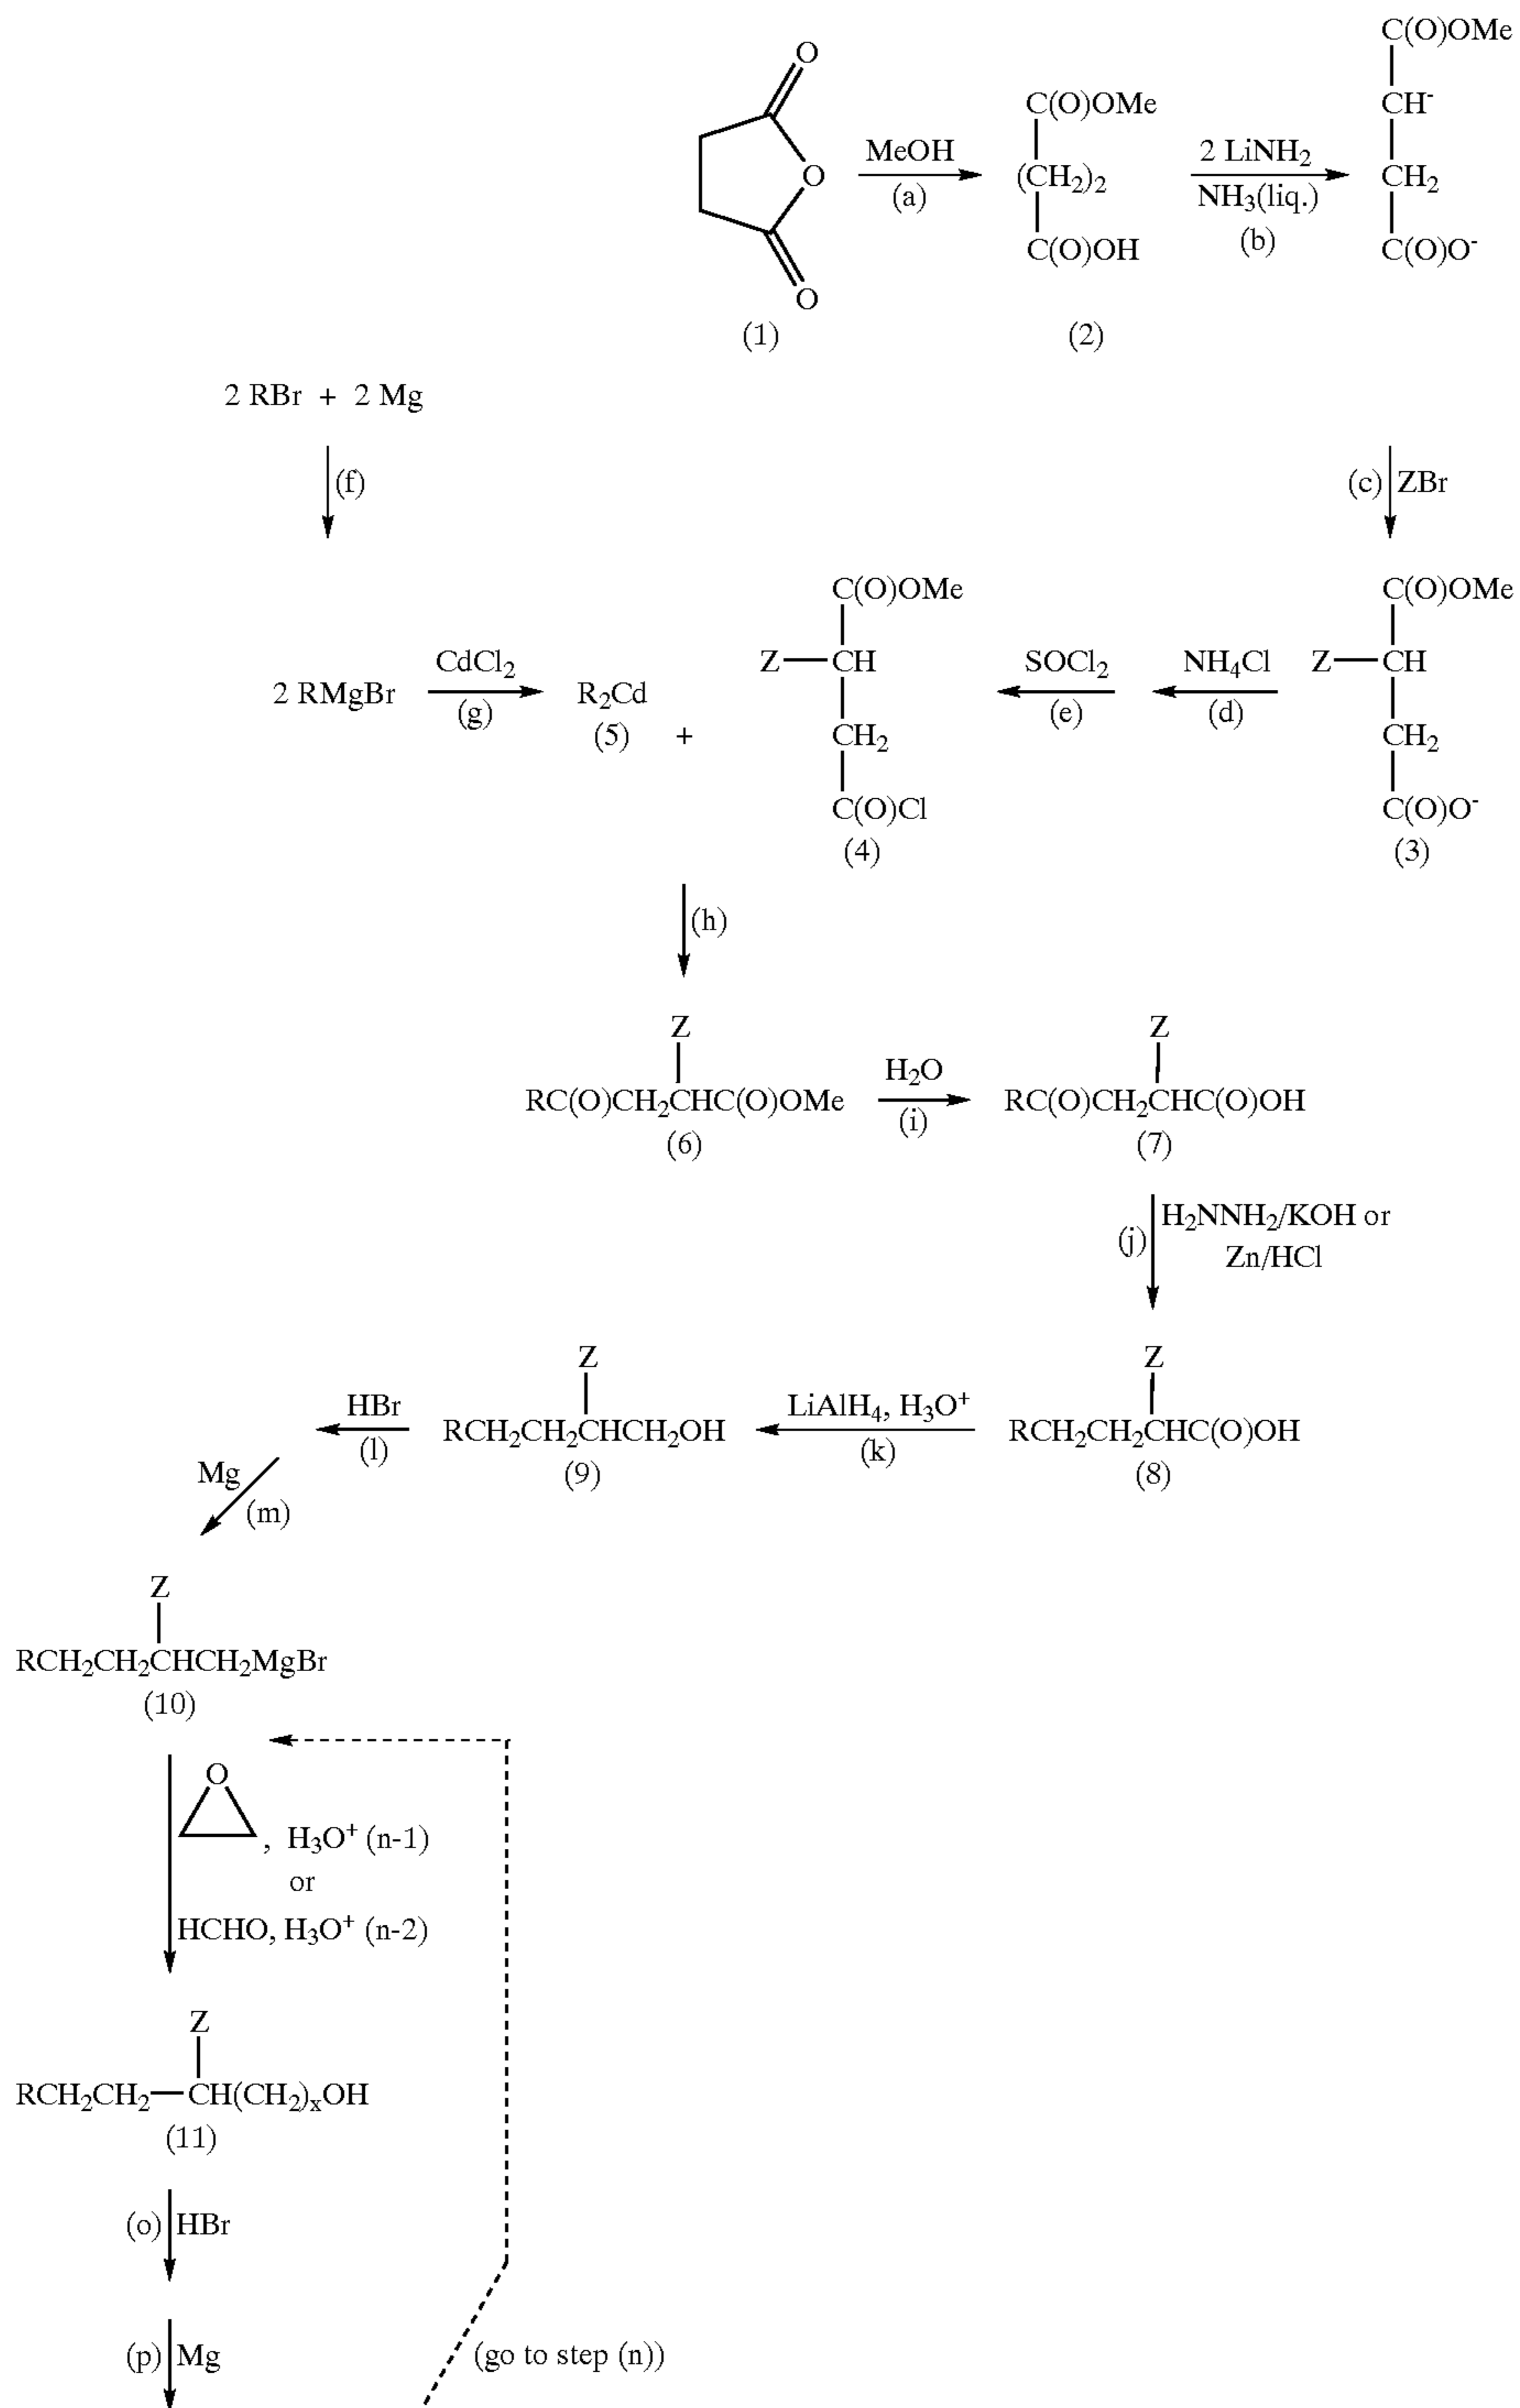 O
O
O
(1)
MeOH
(a)
C(O)OMe
(CH2)2
C(O)OH
(2)
2 LiNH2
NH3(liq.)
(b)
C(O)OMe
CH-
CH2
C(O)O-
2 RBr + 2 Mg
(f)
(c) ZBr
2 RMgBr
CdCl2
(g)
R2Cd
(5)
+
C(O)OMe
Z—CH
CH2
C(O)Cl
(4)
SOCl2
(e)
NH4Cl
(d)
C(O)OMe
Z—CH
CH2
C(O)O-
(3)
(h)
Z
RC(O)CH2CHC(O)OMe
(6)
H2O
(i)
Z
RC(O)CH2CHC(O)OH
(7)
(j)
H2NNH2/KOH or
Zn/HCl
HBr
(l)
Z
RCH2CH2CHCH2OH
(9)
LiAlH4, H3O+
(k)
Z
RCH2CH2CHC(O)OH
(8)
Mg
(m)
Z
RCH2CH2CHCH2MgBr
(10)
O
, H3O+ (n-1)
or
HCHO, H3O+ (n-2)
Z
RCH2CH2—CH(CH2)xOH
(11)
(o) HBr
(p) Mg
(go to step (n))